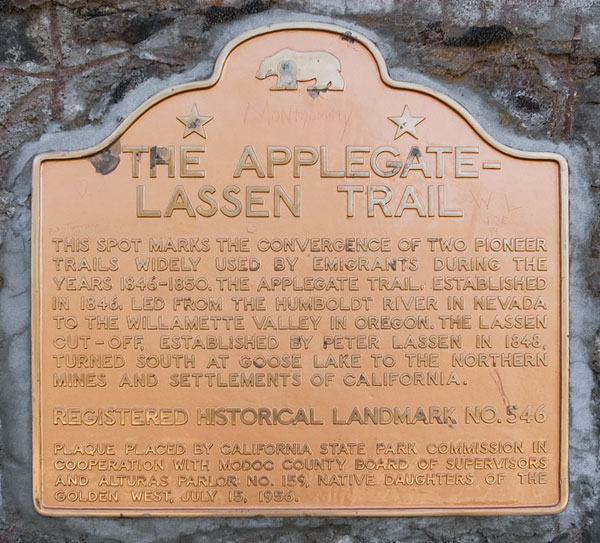 Montgomery
THE APPLEGATE-
LASSEN TRAIL
W L
THIS SPOT MARKS THE CONVERGENCE OF TWO PIONEER
TRAILS WIDELY USED BY EMIGRANTS DURING THE
YEARS 1846-1850. THE APPLEGATE TRAIL. ESTABLISHED
IN 1846. LED FROM THE HUMBOLDT RIVER IN NEVADA
TO THE WILLAMETTE VALLEY IN OREGON. THE LASSEN
CUT-OFF, ESTABLISHED BY PETER LASSEN IN 1848,
TURNED SOUTH AT GOOSE LAKE TO THE NORTHERN
MINES AND SETTLEMENTS OF CALIFORNIA.
REGISTERED HISTORICAL LANDMARK NO. 546
PLAQUE PLACED BY CALIFORNIA STATE PARK COMMISSION IN
COOPERATION WITH MODOC COUNTY BOARD OF SUPERVISORS
AND ALTURAS PARLOR NO. 159, NATIVE DAUGHTERS OF THE
GOLDEN WEST, JULY 15, 1956.